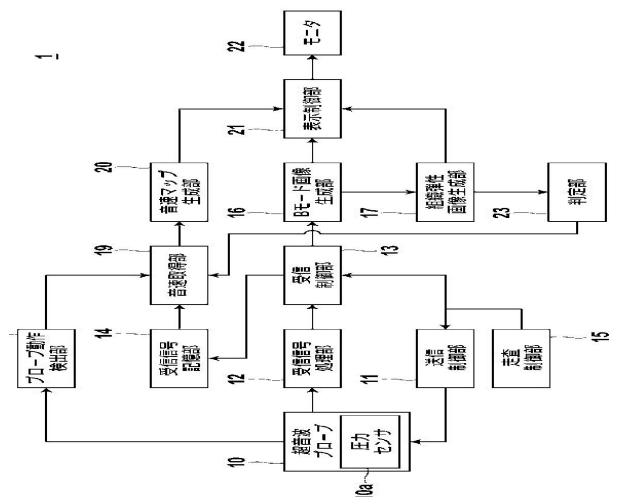 1
22
モニタ
21
表示制御部
20
音速マップ
生成部
16
Bモード画像
生成部
17
組織弾性
画像生成部
23
判定部
19
音速取得部
13
受信
制御部
プローブ動作
検出部
14
受信信号
記憶部
12
受信信号
処理部
11
送信
制御部
走査
制御部
15
10
超音波
プローブ
圧力
センサ
0a